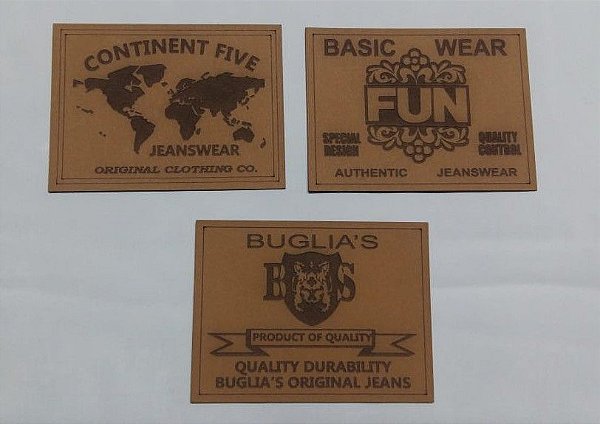 CONTINENT FIVE
JEANSWEAR
ORIGINAL CLOTHING CO.
BASIC WEAR
FUN
SPECIAL DESIGN
QUALITY CONTROL
AUTHENTIC JEANSWEAR
BUGLIA'S
B S
PRODUCT OF QUALITY
QUALITY DURABILITY
BUGLIA'S ORIGINAL JEANS